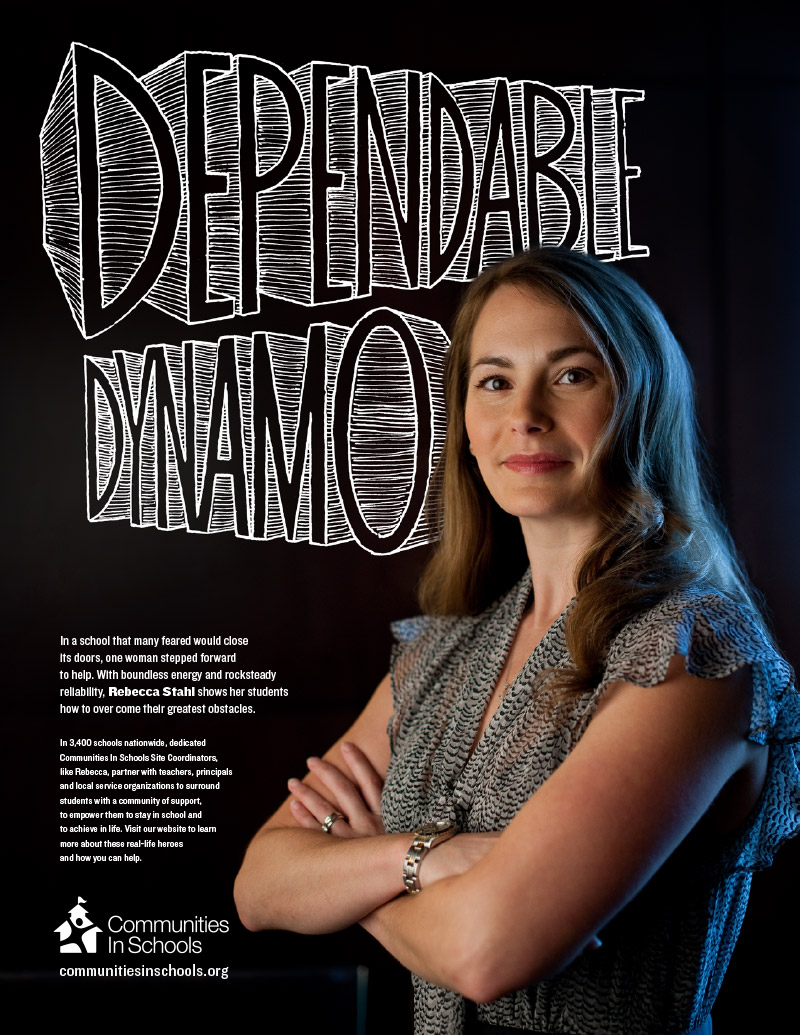 DEPENDABLE
DYNAMO
In a school that many feared would close
its doors, one woman stepped forward
to help. With boundless energy and rocksteady
reliability, Rebecca Stahl shows her students
how to over come their greatest obstacles.
In 3,400 schools nationwide, dedicated
Communities In Schools Site Coordinators,
like Rebecca, partner with teachers, principals
and local service organizations to surround
students with a community of support,
to empower them to stay in school and
to achieve in life. Visit our website to learn
more about these real-life heroes
and how you can help.
Communities
In Schools
communitiesinschools.org